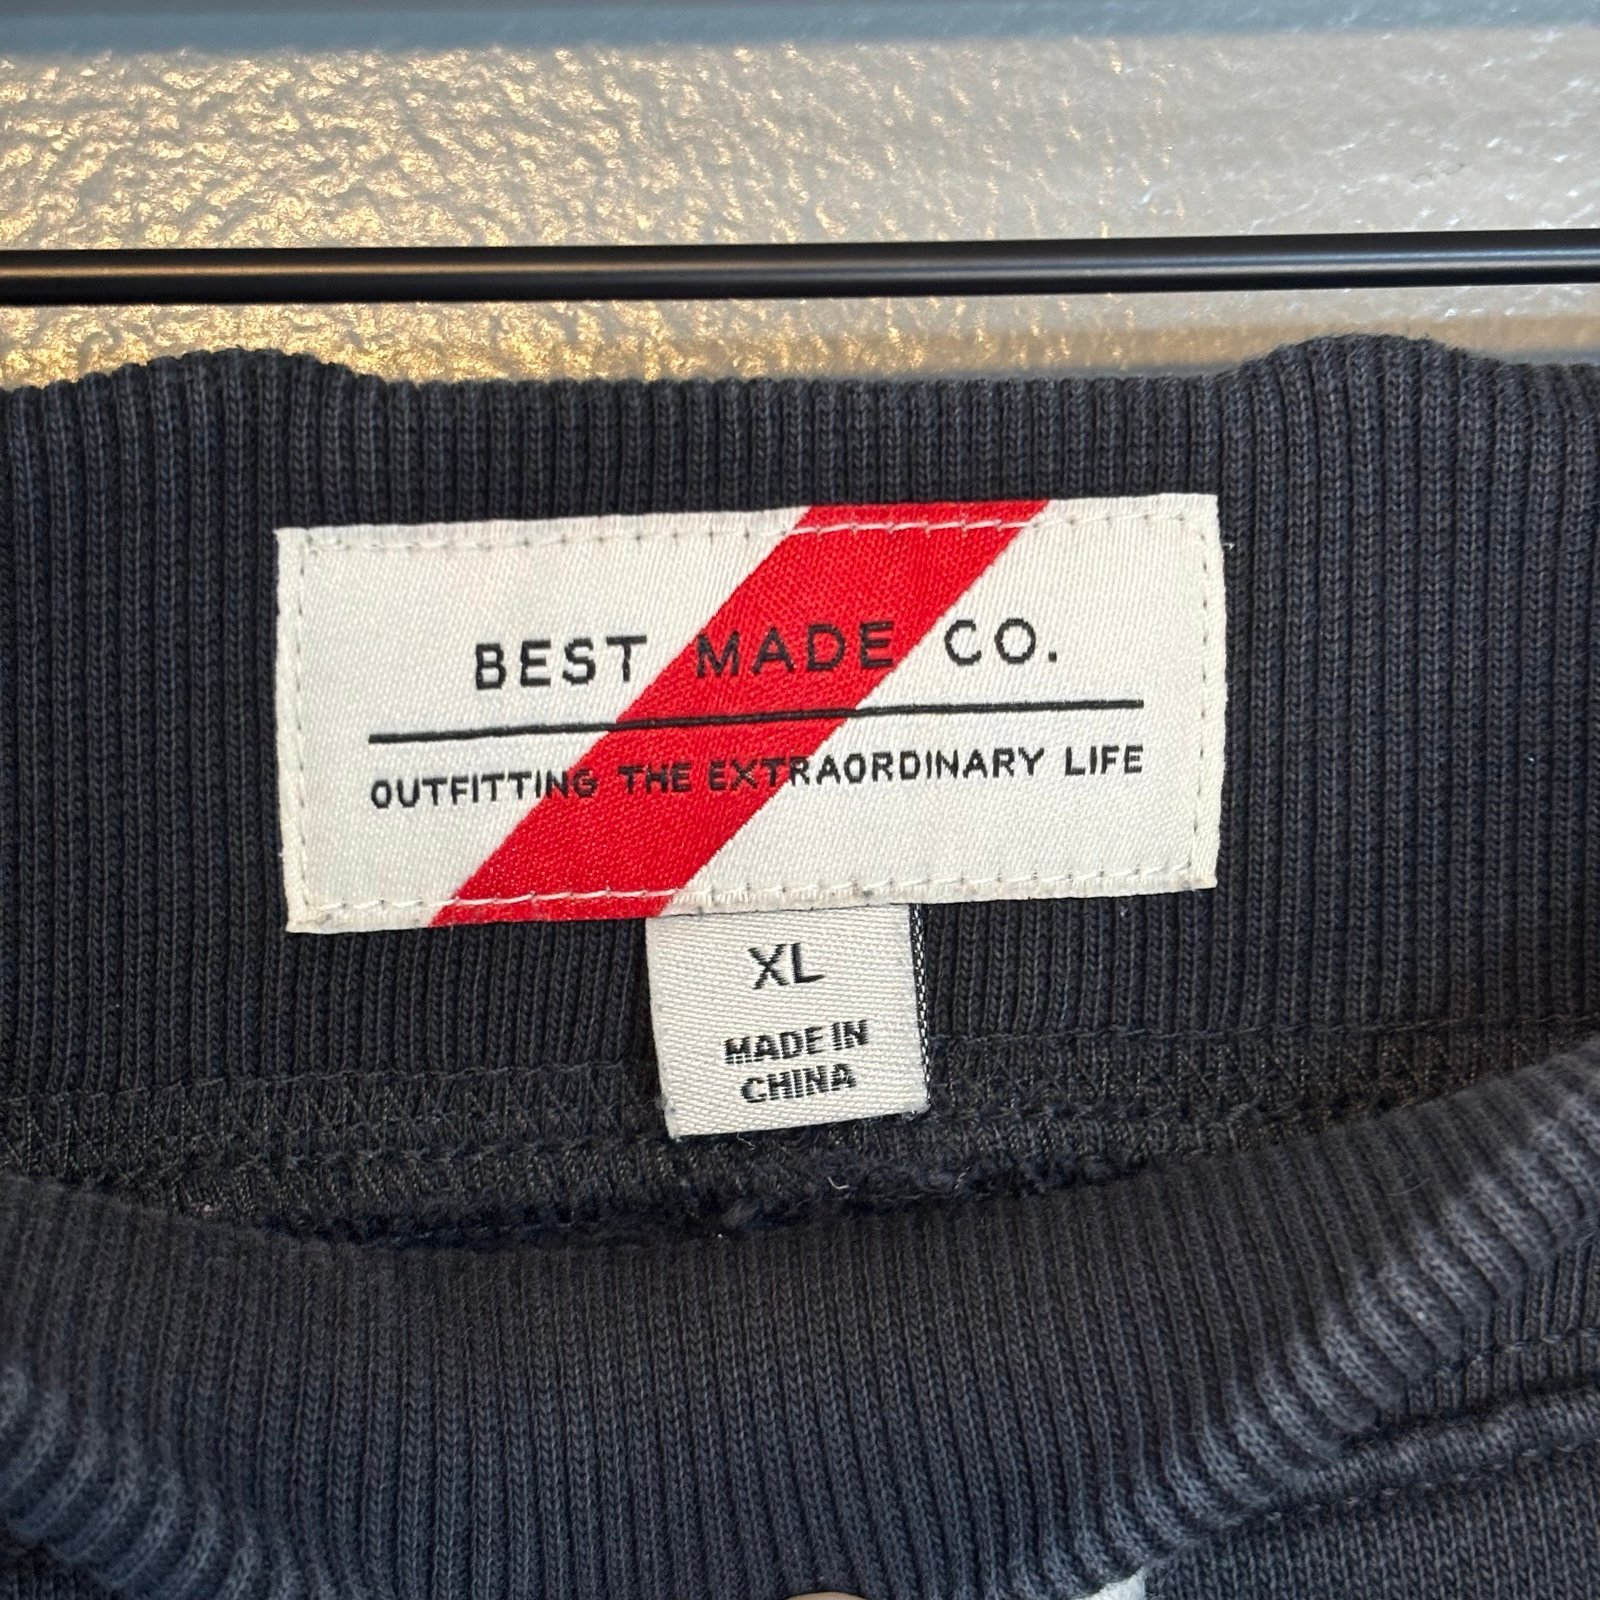 BEST MADE CO.
OUTFITTING THE EXTRAORDINARY LIFE
XL
MADE IN
CHINA